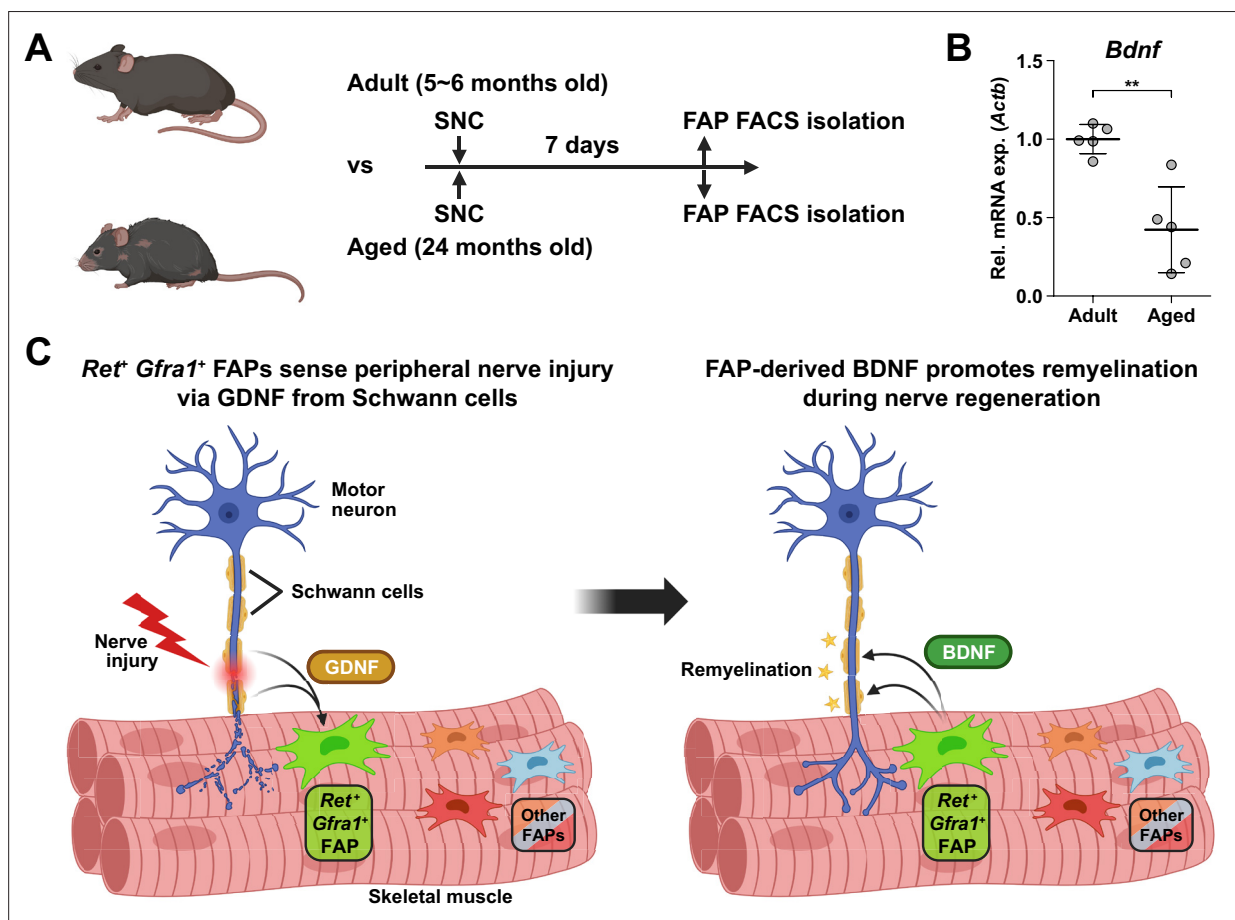 A
Adult (5~6 months old)
SNC
FAP FACS isolation
7 days
vs
SNC
FAP FACS isolation
Aged (24 months old)
B
Bdnf
Rel. mRNA exp. (Actb)
1.5
1.0
0.5
0.0
**
Adult
Aged
C
Ret⁺ Gfra1⁺ FAPs sense peripheral nerve injury
via GDNF from Schwann cells
Motor
neuron
Schwann cells
Nerve
injury
GDNF
Ret⁺
Gfra1⁺
FAP
Other
FAPs
Skeletal muscle
FAP-derived BDNF promotes remyelination
during nerve regeneration
Remyelination
BDNF
Ret⁺
Gfra1⁺
FAP
Other
FAPs